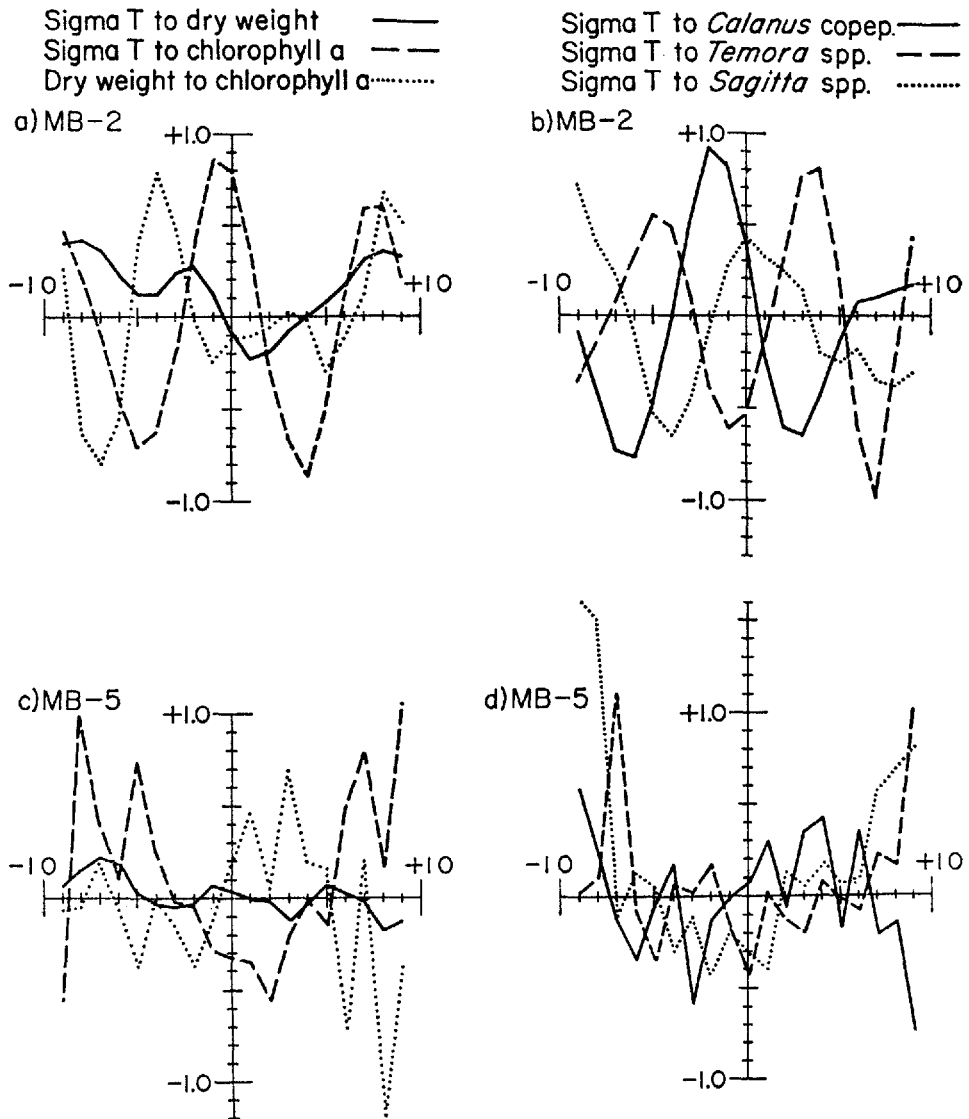 Sigma T to dry weight
Sigma T to chlorophyll a
Dry weight to chlorophyll a
Sigma T to Calanus copep.
Sigma T to Temora spp.
Sigma T to Sagitta spp.
a) MB-2
+1.0
-10
+10
-1.0
b) MB-2
+1.0
-10
+10
-1.0
c) MB-5
+1.0
-10
+10
-1.0
d) MB-5
+1.0
-10
+10
-1.0